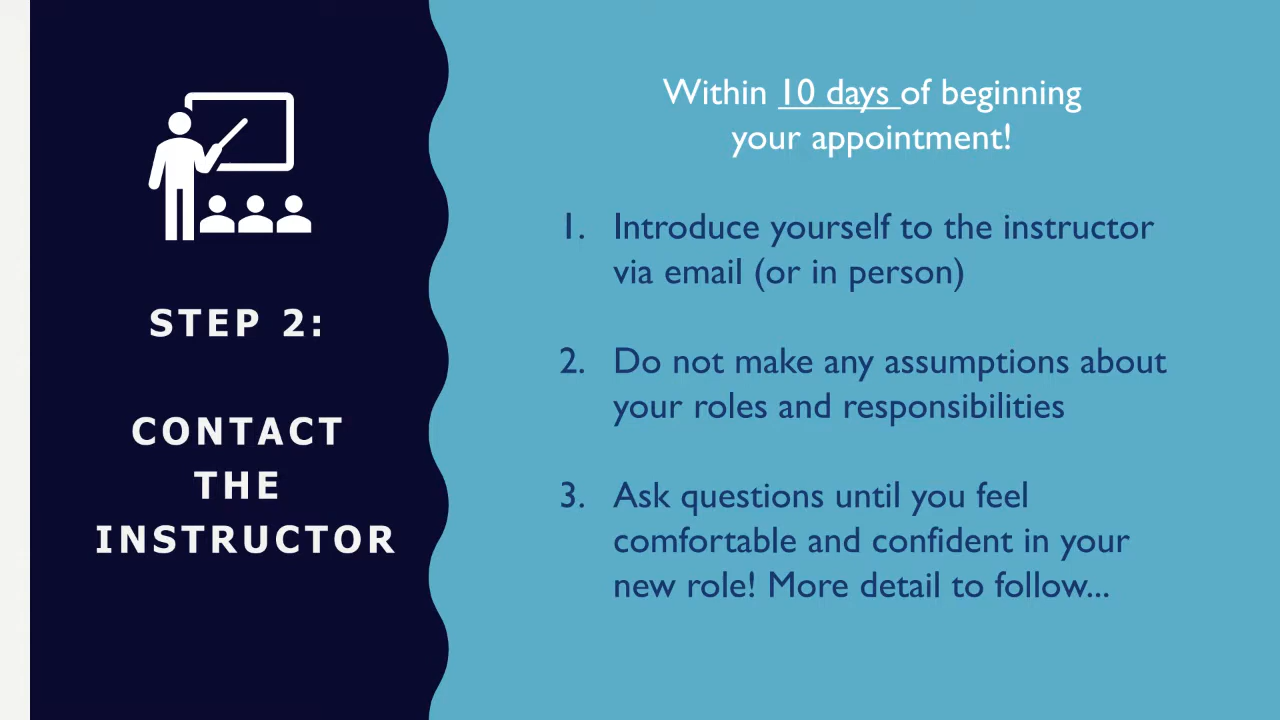 STEP 2:
CONTACT
THE
INSTRUCTOR
Within 10 days of beginning
your appointment!
1. Introduce yourself to the instructor
via email (or in person)
2. Do not make any assumptions about
your roles and responsibilities
3. Ask questions until you feel
comfortable and confident in your
new role! More detail to follow...